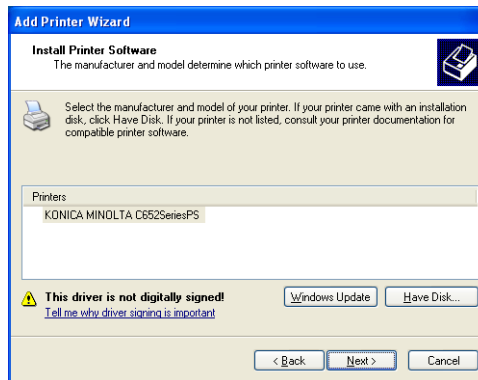 Add Printer Wizard
Install Printer Software
The manufacturer and model determine which printer software to use.
Select the manufacturer and model of your printer. If your printer came with an installation
disk, click Have Disk. If your printer is not listed, consult your printer documentation for
compatible printer software.
Printers
KONICA MINOLTA C652SeriesPS
This driver is not digitally signed!
Windows Update
Have Disk...
Tell me why driver signing is important
< Back
Next >
Cancel